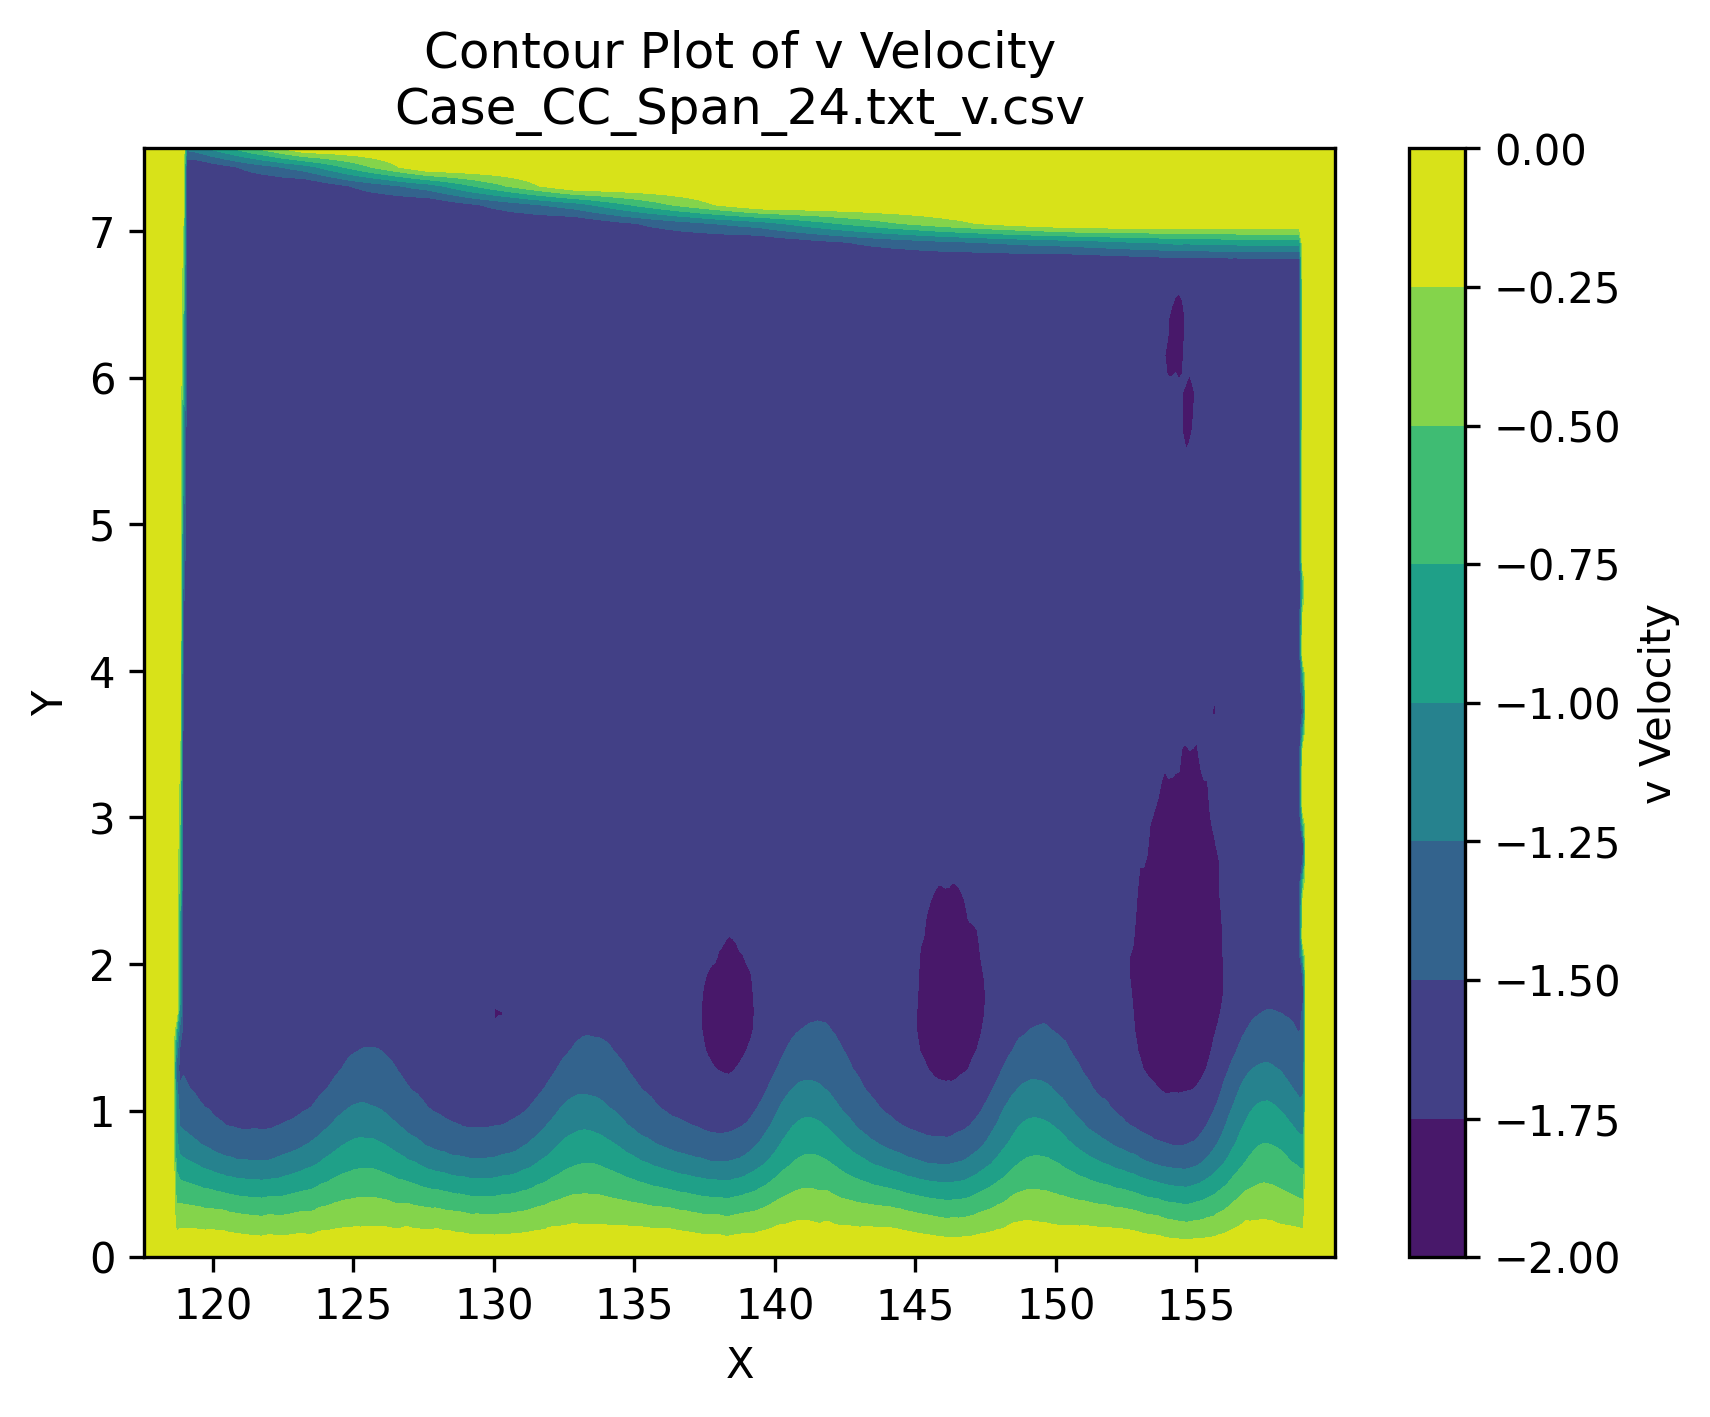 Contour Plot of v Velocity
Case_CC_Span_24.txt_v.csv
Y
7
6
5
4
3
2
1
0
120 125 130 135 140 145 150 155
X
0.00
−0.25
−0.50
−0.75
−1.00
−1.25
−1.50
−1.75
−2.00
v Velocity